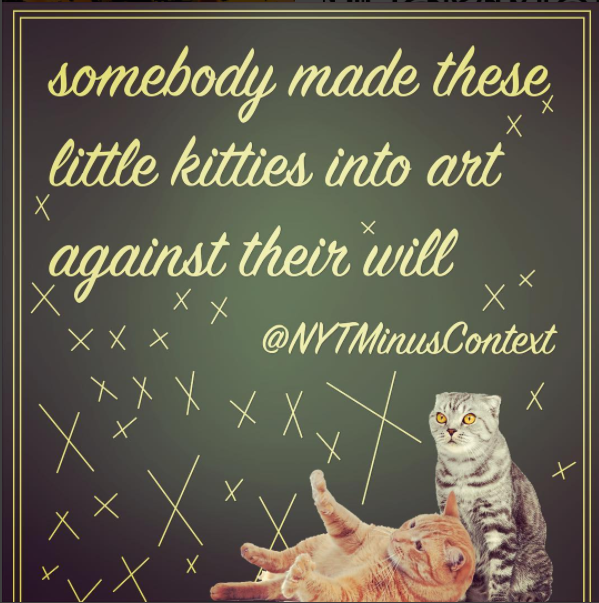 somebody made these
little kitties into art
against their will
@NYTMinusContext